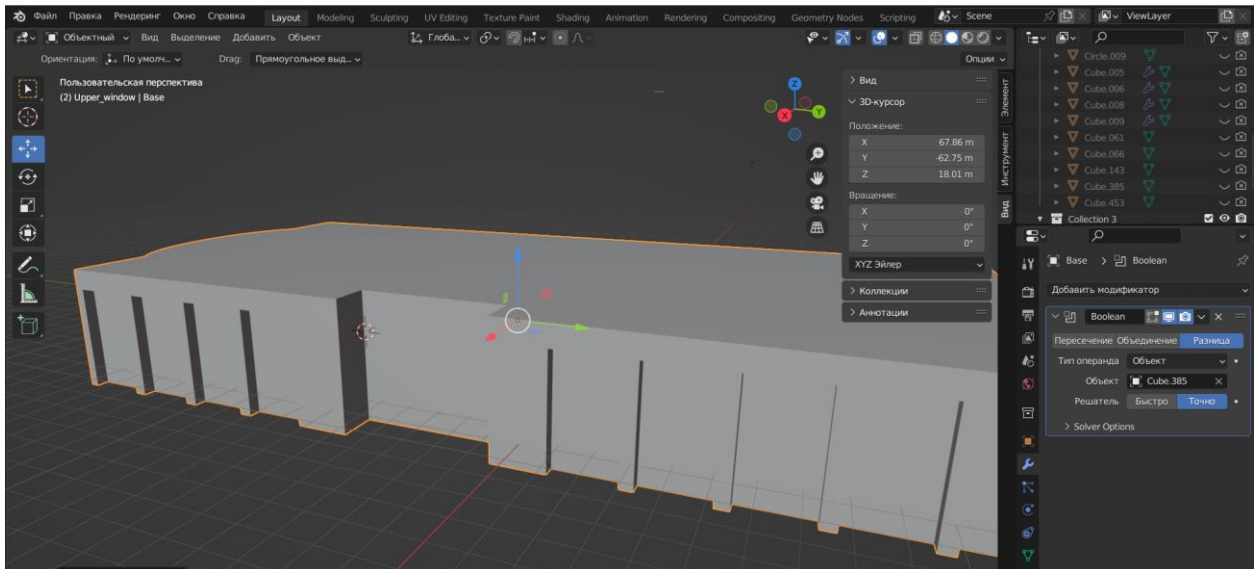 Файл Правка Рендеринг Окно Справка Layout Modeling Sculpting UV Editing Texture Paint Shading Animation Rendering Compositing Geometry Nodes Scripting Scene ViewLayer
Объектный Вид Выделение Добавить Объект Глоба...
Ориентация: По умолч... Drag: Прямоугольное выд... Опции
Пользовательская перспектива
(2) Upper_window | Base
Z
Y
X
Вид
3D-курсор
Положение:
X 67.86 m
Y -62.75 m
Z 18.01 m
Вращение:
X 0°
Y 0°
Z 0°
XYZ Эйлер
Коллекции
Аннотации
Элемент
Инструмент
Вид
Circle.009
Cube.005
Cube.006
Cube.008
Cube.009
Cube.061
Cube.066
Cube.143
Cube.385
Cube.453
Collection 3
Base > Boolean
Добавить модификатор
Boolean
Пересечение Объединение Разница
Тип операнда Объект
Объект Cube.385
Решатель Быстро Точно
Solver Options